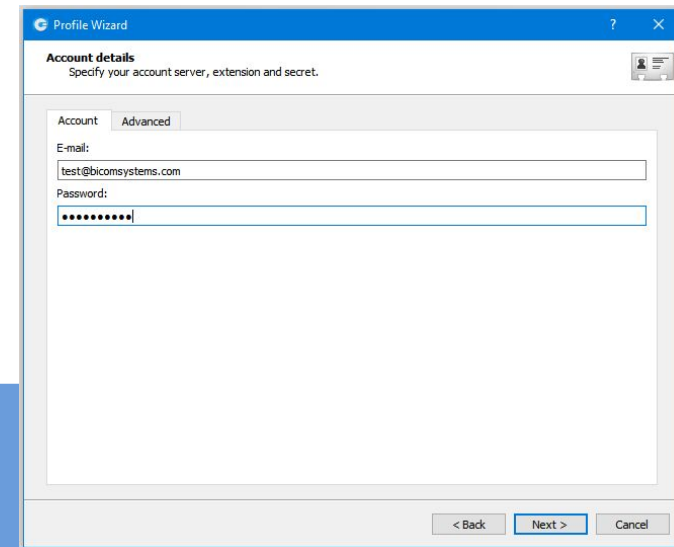 Profile Wizard
Account details
Specify your account server, extension and secret.
Account Advanced
E-mail:
test@bicomsystems.com
Password:
●●●●●●●●●●
< Back Next > Cancel